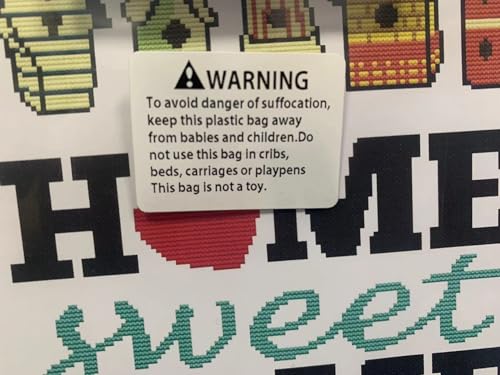 WARNING
To avoid danger of suffocation,
keep this plastic bag away
from babies and children.Do
not use this bag in cribs,
beds, carriages or playpens
This bag is not a toy.
HOME
sweet